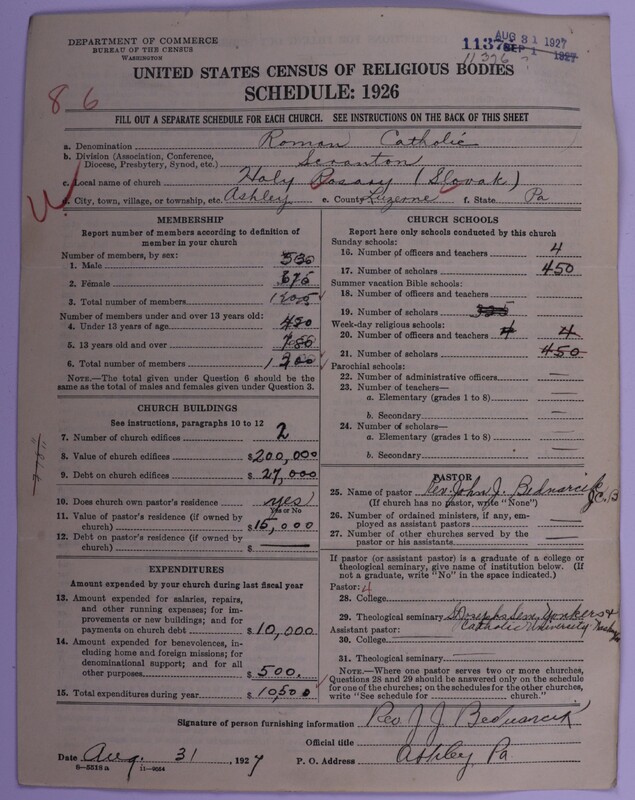 DEPARTMENT OF COMMERCE
BUREAU OF THE CENSUS
WASHINGTON
AUG 31 1927
SEP 1 1927
11376 ?
UNITED STATES CENSUS OF RELIGIOUS BODIES
SCHEDULE: 1926
8 6
FILL OUT A SEPARATE SCHEDULE FOR EACH CHURCH. SEE INSTRUCTIONS ON THE BACK OF THIS SHEET
a. Denomination Roman Catholic
b. Division (Association, Conference, Diocese, Presbytery, Synod, etc.) Scranton
c. Local name of church Holy Rosary (Slovak)
d. City, town, village, or township, etc. Ashley e. County Luzerne f. State Pa
MEMBERSHIP
Report number of members according to definition of
member in your church
Number of members, by sex:
1. Male
2. Female
3. Total number of members
Number of members under and over 13 years old:
4. Under 13 years of age
5. 13 years old and over
6. Total number of members 1200
NOTE.—The total given under Question 6 should be
same as the total of males and females given under Question 3.
CHURCH BUILDINGS
See instructions, paragraphs 10 to 12
7. Number of church edifices 2
8. Value of church edifices $200,000
9. Debt on church edifices $27,000
10. Does church own pastor's residence yes
Yes or No
11. Value of pastor's residence (if owned by
church) $15,000
12. Debt on pastor's residence (if owned by
church) $
EXPENDITURES
Amount expended by your church during last fiscal year
13. Amount expended for salaries, repairs,
and other running expenses; for im-
provements or new buildings; and for
payments on church debt $10,000
14. Amount expended for benevolences,
including home and foreign missions; for
denominational support; and for all
other purposes $500.
15. Total expenditures during year $10,500
CHURCH SCHOOLS
Report here only schools conducted by this church
Sunday schools:
16. Number of officers and teachers 4
17. Number of scholars 450
Summer vacation Bible schools:
18. Number of officers and teachers
19. Number of scholars
Week-day religious schools:
20. Number of officers and teachers 4 4
21. Number of scholars 450
Parochial schools:
22. Number of administrative officers
23. Number of teachers—
a. Elementary (grades 1 to 8)
b. Secondary
24. Number of scholars—
a. Elementary (grades 1 to 8)
b. Secondary
PASTOR
25. Name of pastor Rev. John J. Bednarcik J.C.B
(If church has no pastor, write "None")
26. Number of ordained ministers, if any, em-
ployed as assistant pastors
27. Number of other churches served by the
pastor or his assistants
If pastor (or assistant pastor) is a graduate of a college or
theological seminary, give name of institution below. (If
not a graduate, write "No" in the space indicated.)
Pastor: 4
28. College
29. Theological seminary St Josephs Sem. Yonkers &
Catholic University
Assistant pastor:
30. College
31. Theological seminary
NOTE.—Where one pastor serves two or more churches,
Questions 28 and 29 should be answered only on the schedule
for one of the churches; on the schedules for the other churches,
write "See schedule for church."
Signature of person furnishing information Rev. J. J. Bednarcik
Official title
Date Aug. 31, 1927 P. O. Address Ashley Pa
6—5518 a 11—9054